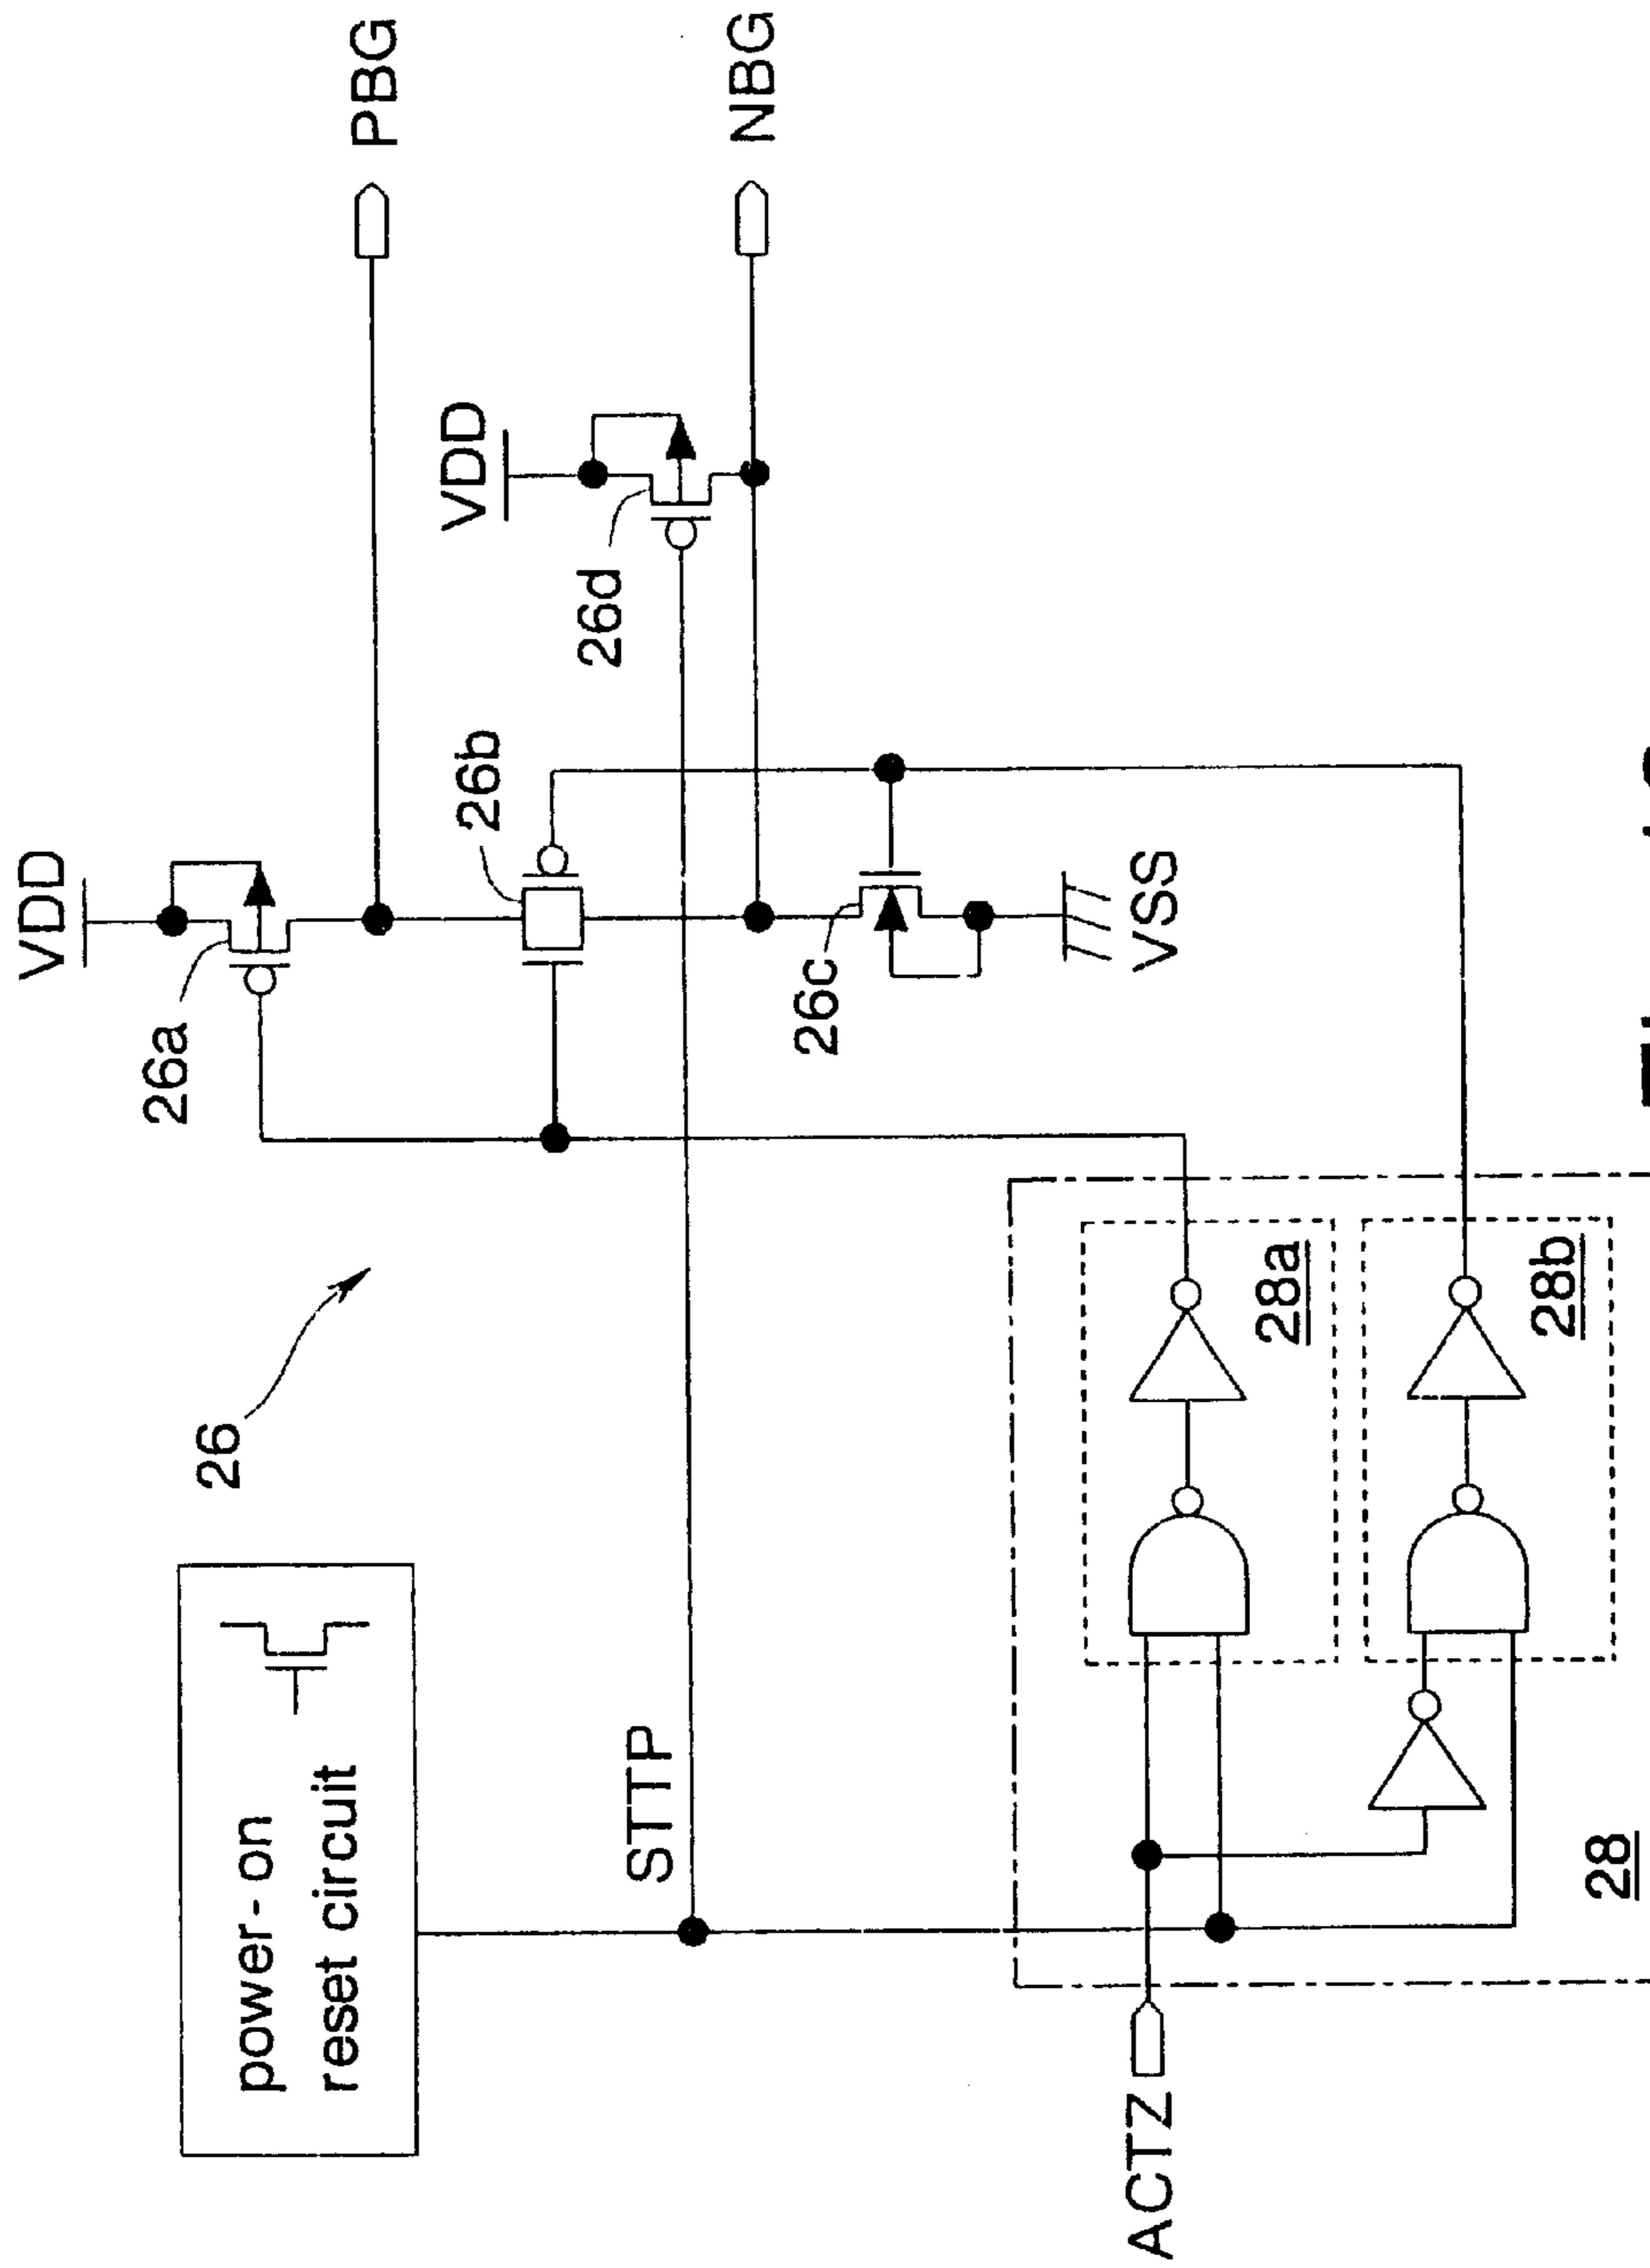 VDD
26a
PBG
26
power-on
reset circuit
26b
VDD
26d
NBG
STTP
26c
VSS
28a
ACTZ
28b
28